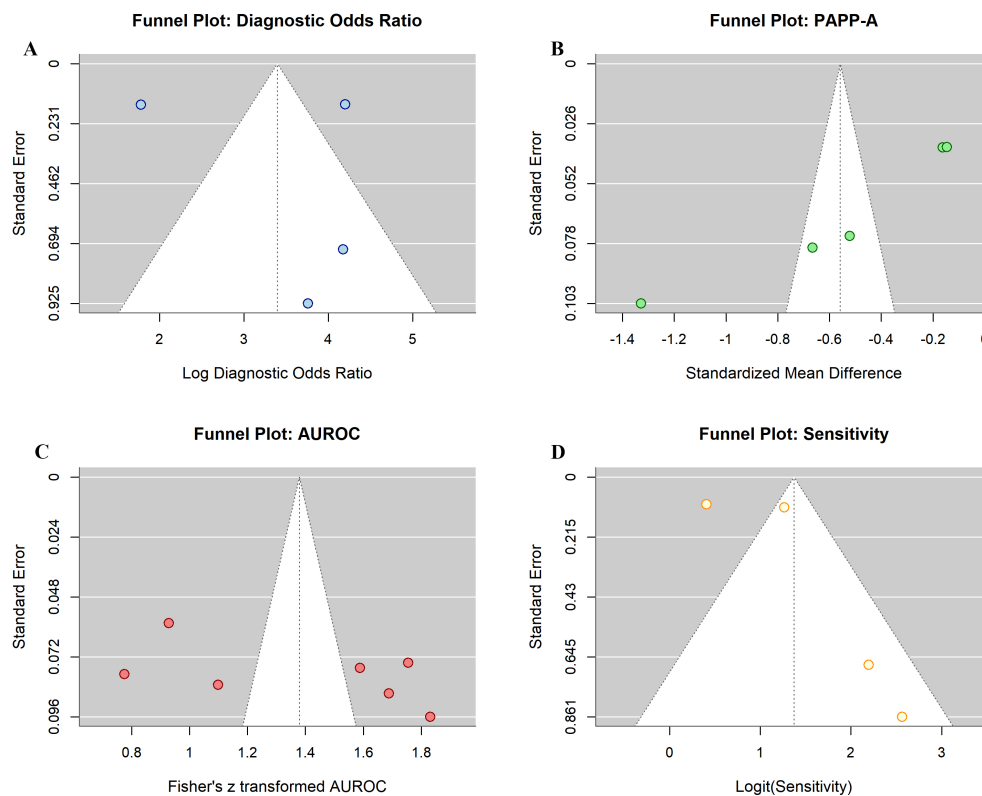 Funnel Plot: Diagnostic Odds Ratio
A
0
0.231
0.462
0.694
0.925
Standard Error
2
3
4
5
Log Diagnostic Odds Ratio
Funnel Plot: PAPP-A
B
0
0.026
0.052
0.078
0.103
Standard Error
-1.4
-1.2
-1
-0.8
-0.6
-0.4
-0.2
Standardized Mean Difference
Funnel Plot: AUROC
C
0
0.024
0.048
0.072
0.096
Standard Error
0.8
1
1.2
1.4
1.6
1.8
Fisher's z transformed AUROC
Funnel Plot: Sensitivity
D
0
0.215
0.43
0.645
0.861
Standard Error
0
1
2
3
Logit(Sensitivity)